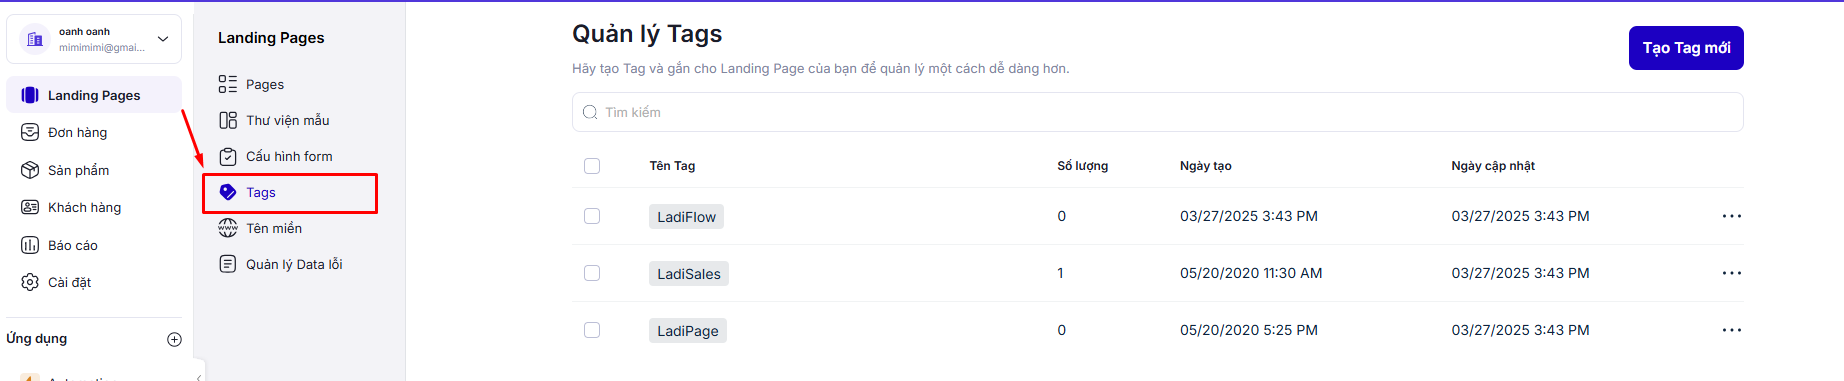 oanh oanh
mimimimi@gmai...
Landing Pages
Đơn hàng
Sản phẩm
Khách hàng
Báo cáo
Cài đặt
Ứng dụng
Landing Pages
Pages
Thư viện mẫu
Cấu hình form
Tags
www
Tên miền
Quản lý Data lỗi
Quản lý Tags
Hãy tạo Tag và gắn cho Landing Page của bạn để quản lý một cách dễ dàng hơn.
Tạo Tag mới
Tìm kiếm
Tên Tag Số lượng Ngày tạo Ngày cập nhật
LadiFlow 0 03/27/2025 3:43 PM 03/27/2025 3:43 PM
LadiSales 1 05/20/2020 11:30 AM 03/27/2025 3:43 PM
LadiPage 0 05/20/2020 5:25 PM 03/27/2025 3:43 PM